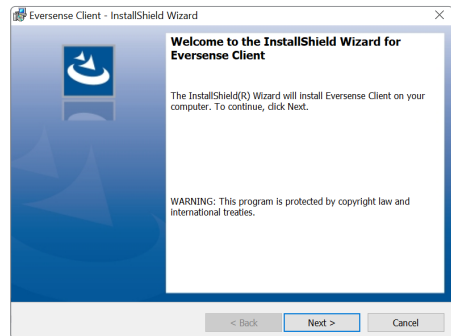 Eversense Client - InstallShield Wizard
Welcome to the InstallShield Wizard for
Eversense Client
The InstallShield(R) Wizard will install Eversense Client on your
computer. To continue, click Next.
WARNING: This program is protected by copyright law and
international treaties.
< Back Next > Cancel